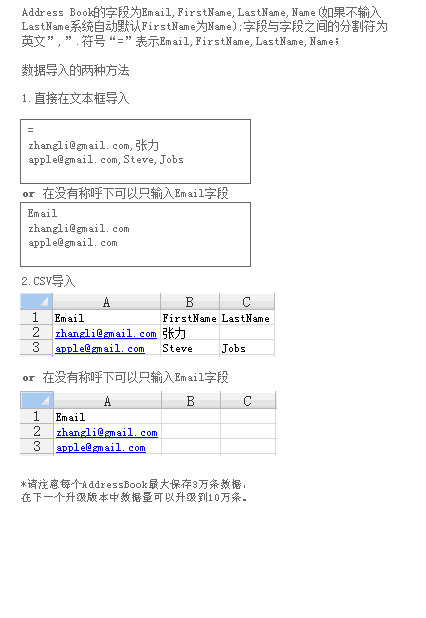 Address Book的字段为Email,FirstName,LastName,Name(如果不输入
LastName系统自动默认FirstName为Name);字段与字段之间的分割符为
英文”,”.符号“=”表示Email,FirstName,LastName,Name;
数据导入的两种方法
1.直接在文本框导入
=
zhangli@gmail.com,张力
apple@gmail.com,Steve,Jobs
or 在没有称呼下可以只输入Email字段
Email
zhangli@gmail.com
apple@gmail.com
2.CSV导入
A B C
1 Email FirstName LastName
2 zhangli@gmail.com 张力
3 apple@gmail.com Steve Jobs
or 在没有称呼下可以只输入Email字段
A B C
1 Email
2 zhangli@gmail.com
3 apple@gmail.com
*请注意每个AddressBook最大保存3万条数据,
在下一个升级版本中数据量可以升级到10万条。